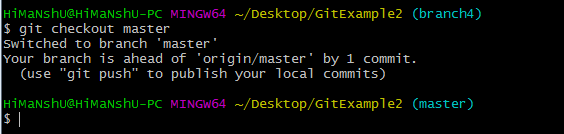 HiMaNshU@HiMaNshU-PC MINGW64 ~/Desktop/GitExample2 (branch4)
$ git checkout master
Switched to branch 'master'
Your branch is ahead of 'origin/master' by 1 commit.
  (use "git push" to publish your local commits)
HiMaNshU@HiMaNshU-PC MINGW64 ~/Desktop/GitExample2 (master)
$